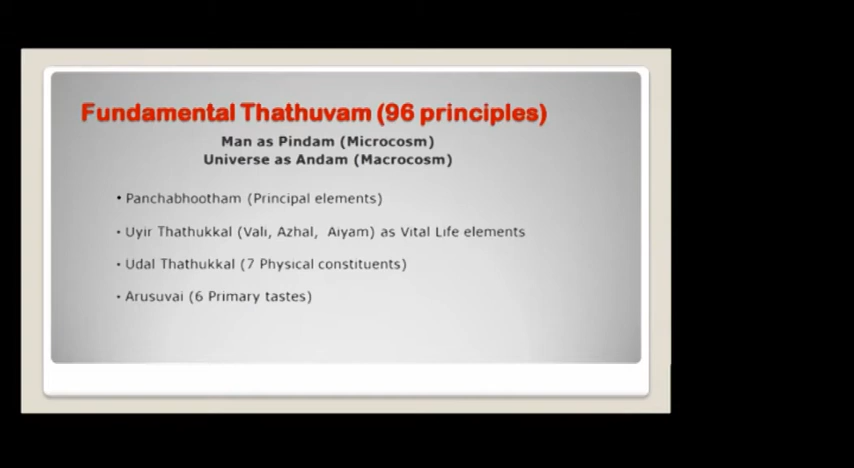 Fundamental Thathuvam (96 principles)
Man as Pindam (Microcosm)
Universe as Andam (Macrocosm)
• Panchabhootham (Principal elements)
• Uyir Thathukkal (Vali, Azhal, Aiyam) as Vital Life elements
• Udal Thathukkal (7 Physical constituents)
• Arusuvai (6 Primary tastes)